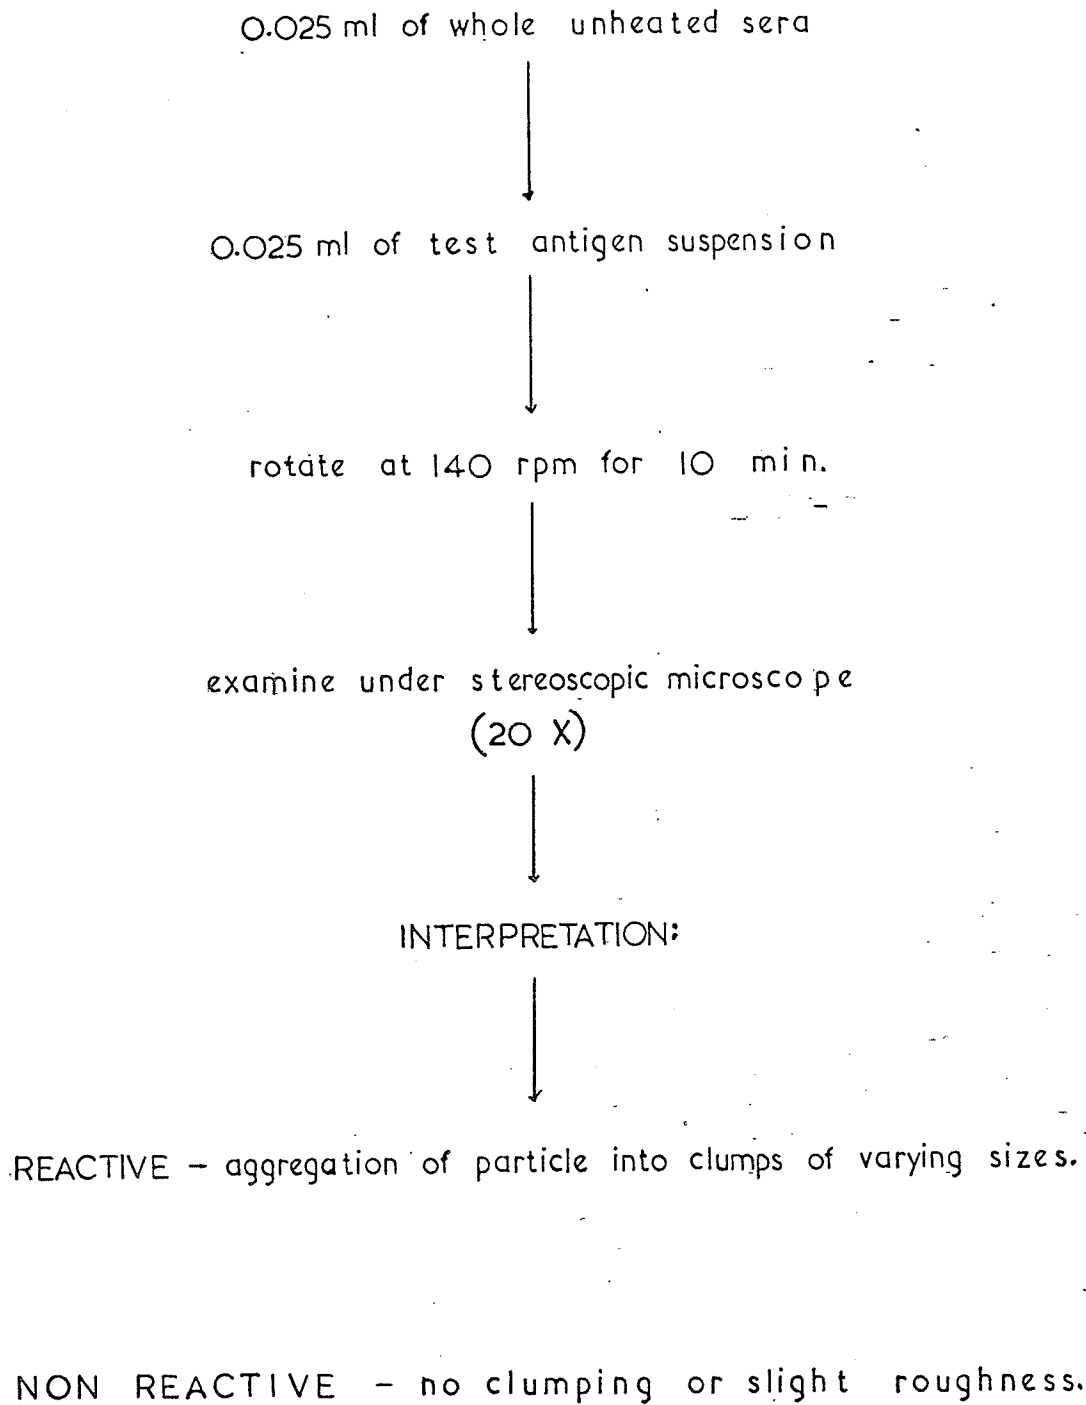 0.025 ml of whole unheated sera
0.025 ml of test antigen suspension
rotate at 140 rpm for 10 min.
examine under stereoscopic microscope
(20 X)
INTERPRETATION:
REACTIVE – aggregation of particle into clumps of varying sizes.
NON REACTIVE – no clumping or slight roughness.